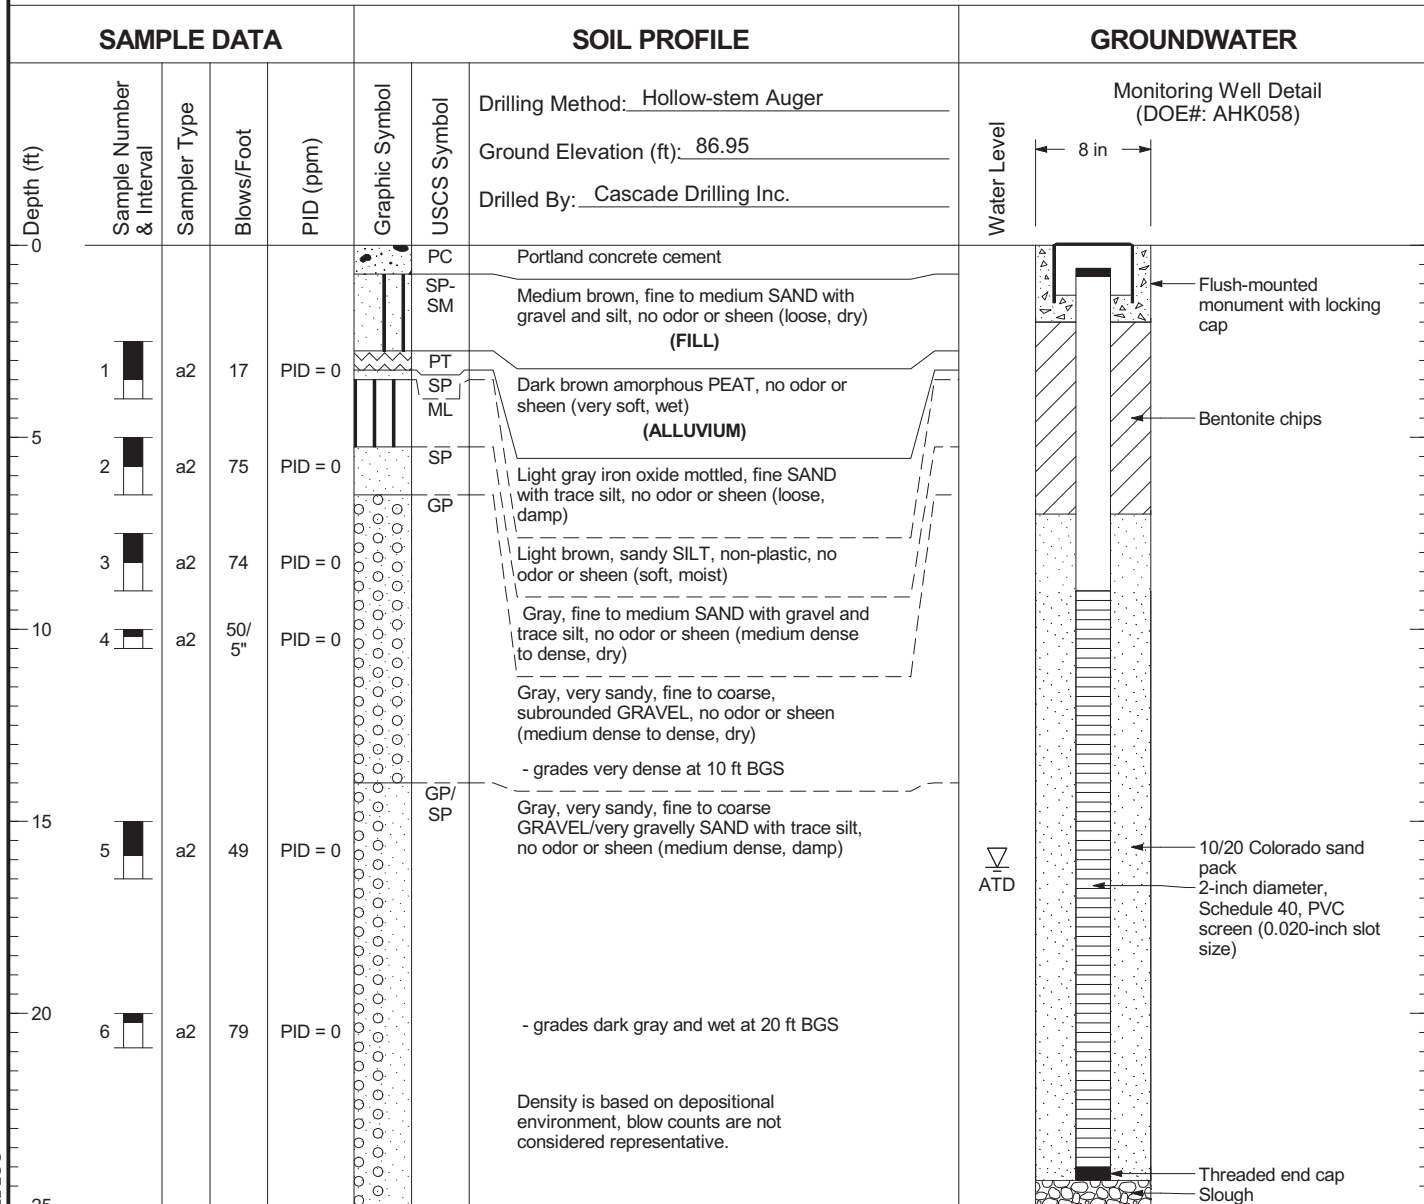 SAMPLE DATA
SOIL PROFILE
GROUNDWATER
Depth (ft)
Sample Number
& Interval
Sampler Type
Blows/Foot
PID (ppm)
Graphic Symbol
USCS Symbol
Drilling Method: Hollow-stem Auger
Ground Elevation (ft): 86.95
Drilled By: Cascade Drilling Inc.
Water Level
Monitoring Well Detail
(DOE#: AHK058)
8 in
0
PC
Portland concrete cement
SP-
SM
Medium brown, fine to medium SAND with
gravel and silt, no odor or sheen (loose, dry)
(FILL)
Flush-mounted
monument with locking
cap
1 a2 17 PID = 0
PT
SP
ML
Dark brown amorphous PEAT, no odor or
sheen (very soft, wet)
(ALLUVIUM)
Bentonite chips
5
2 a2 75 PID = 0
SP
Light gray iron oxide mottled, fine SAND
with trace silt, no odor or sheen (loose,
damp)
GP
3 a2 74 PID = 0
Light brown, sandy SILT, non-plastic, no
odor or sheen (soft, moist)
10
4 a2 50/
5" PID = 0
Gray, fine to medium SAND with gravel and
trace silt, no odor or sheen (medium dense
to dense, dry)
Gray, very sandy, fine to coarse,
subrounded GRAVEL, no odor or sheen
(medium dense to dense, dry)
- grades very dense at 10 ft BGS
GP/
SP
Gray, very sandy, fine to coarse
GRAVEL/very gravelly SAND with trace silt,
no odor or sheen (medium dense, damp)
15
5 a2 49 PID = 0
ATD
10/20 Colorado sand
pack
2-inch diameter,
Schedule 40, PVC
screen (0.020-inch slot
size)
20
6 a2 79 PID = 0
- grades dark gray and wet at 20 ft BGS
Density is based on depositional
environment, blow counts are not
considered representative.
Threaded end cap
Slough
25